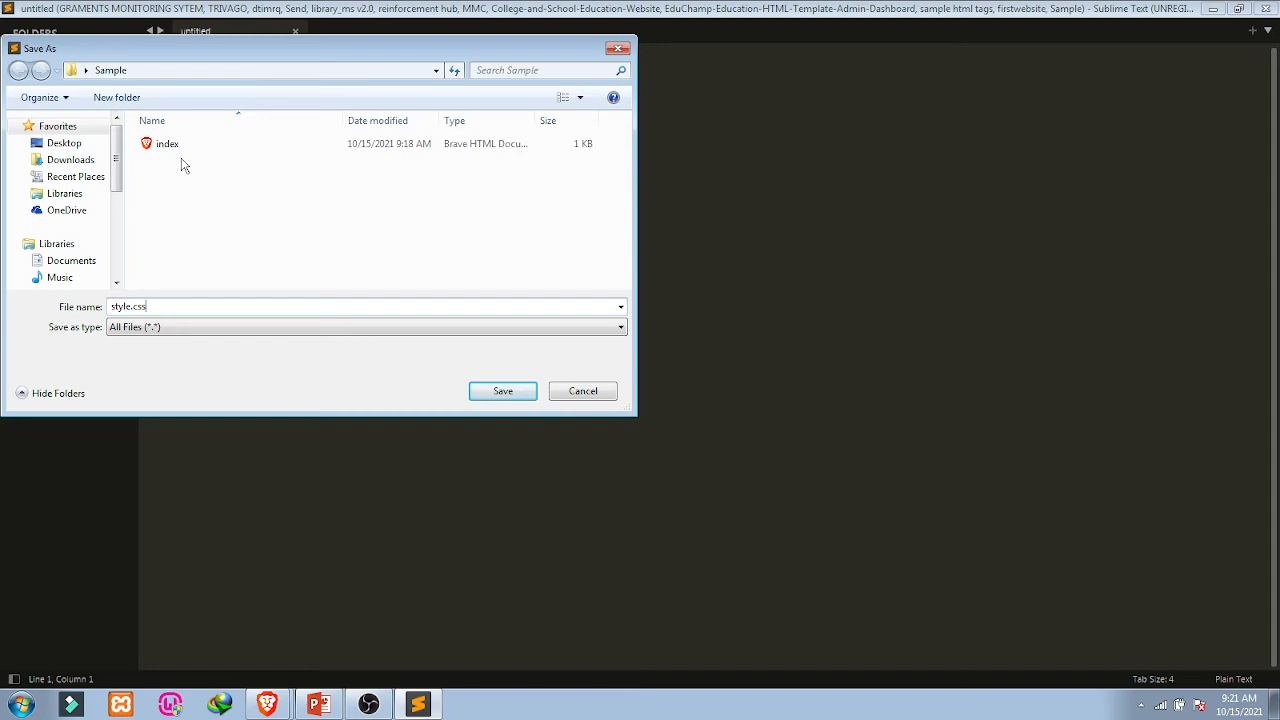 untitled (GRAMENTS MONITORING SYTEM, TRIVAGO, dtimrq, Send, library_ms v2.0, reinforcement hub, MMC, College-and-School-Education-Website, EduChamp-Education-HTML-Template-Admin-Dashboard, sample html tags, firstwebsite, Sample) - Sublime Text (UNREGI...
FOLDERS
untitled
Save As
Sample
Search Sample
Organize
New folder
Favorites
Desktop
Downloads
Recent Places
Libraries
OneDrive
Libraries
Documents
Music
Name Date modified Type Size
index 10/15/2021 9:18 AM Brave HTML Docu... 1 KB
File name: style.css
Save as type: All Files (*.*)
Hide Folders
Save
Cancel
Line 1, Column 1
Tab Size: 4
Plain Text
9:21 AM
10/15/2021